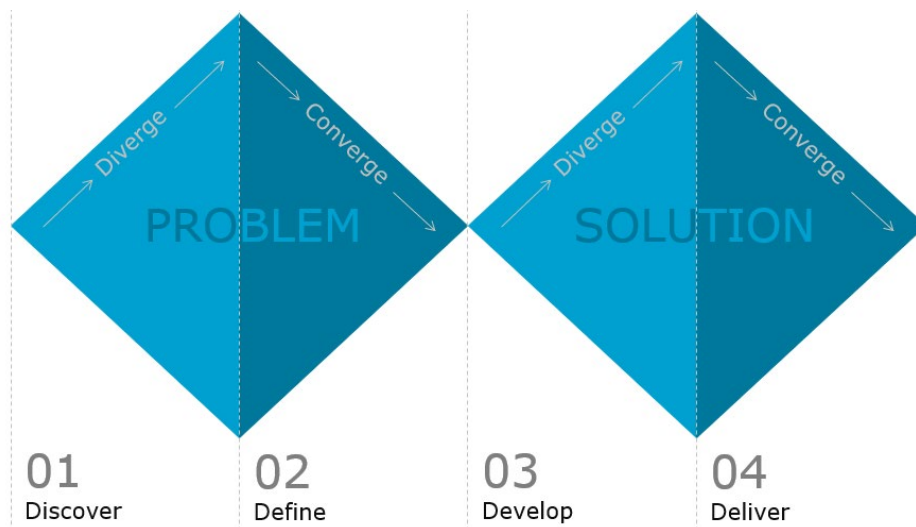 Diverge
Converge
PROBLEM
Diverge
Converge
SOLUTION
01
Discover
02
Define
03
Develop
04
Deliver